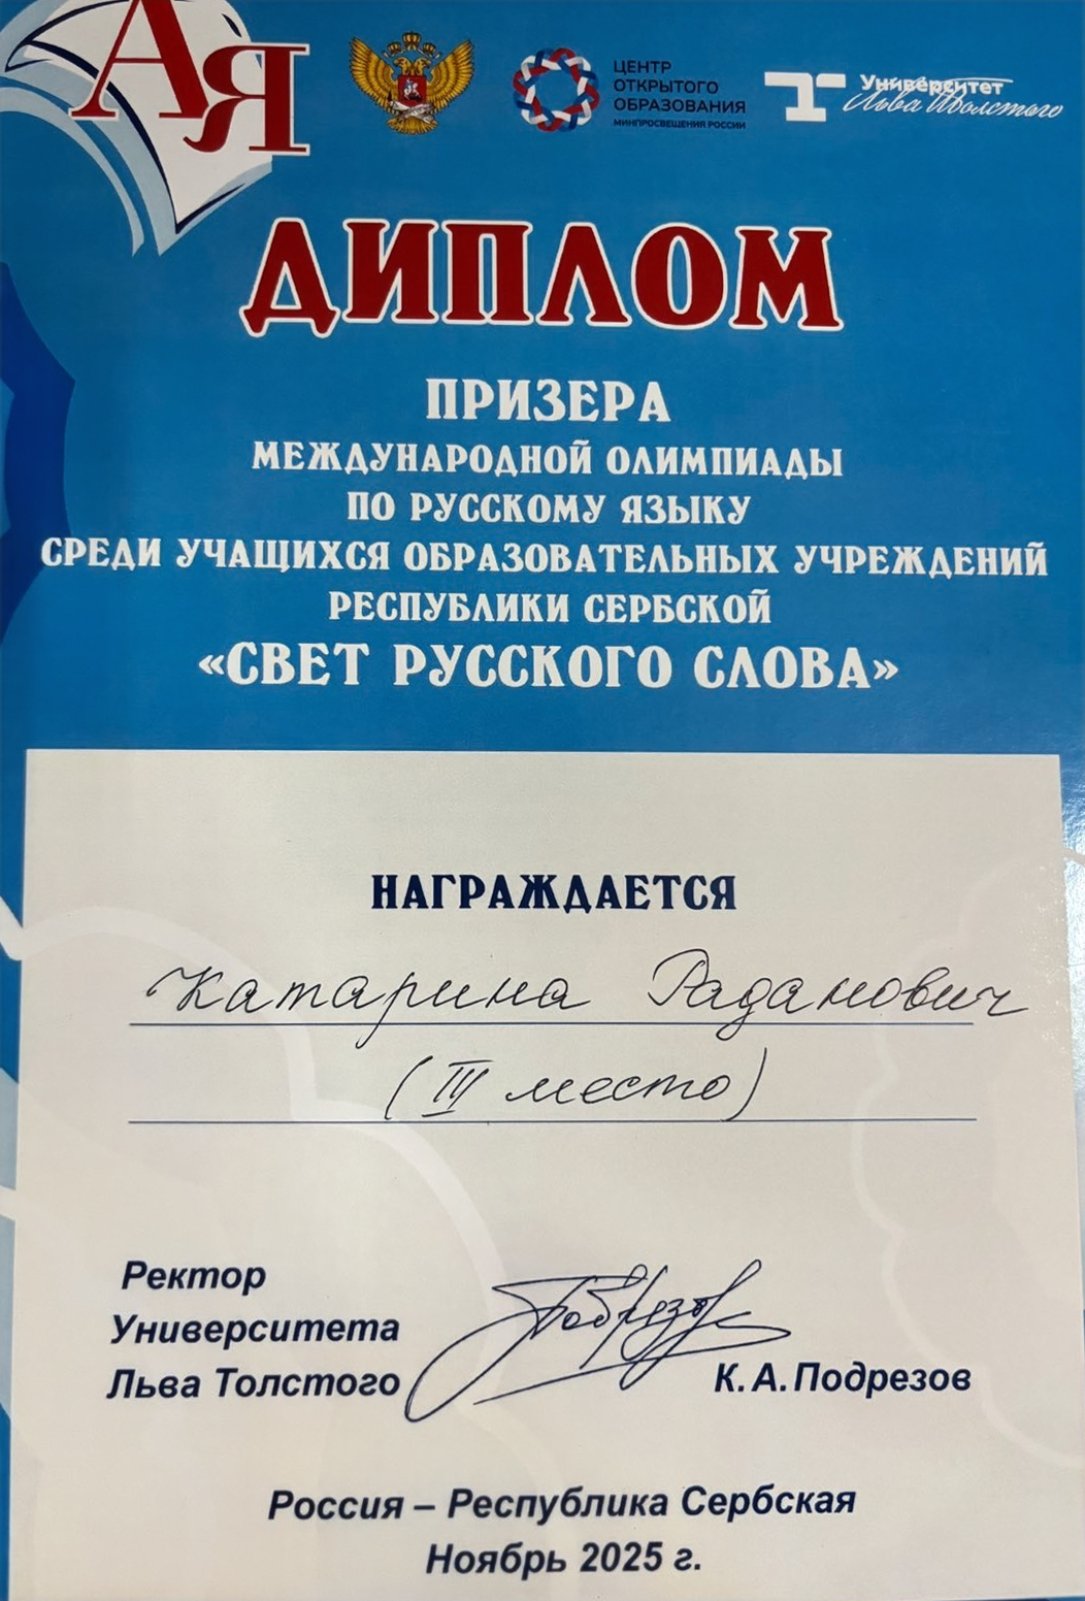 АЯ
ЦЕНТР
ОТКРЫТОГО
ОБРАЗОВАНИЯ
МИНПРОСВЕЩЕНИЯ РОССИИ
Университет
Льва Толстого
ДИПЛОМ
ПРИЗЕРА
МЕЖДУНАРОДНОЙ ОЛИМПИАДЫ
ПО РУССКОМУ ЯЗЫКУ
СРЕДИ УЧАЩИХСЯ ОБРАЗОВАТЕЛЬНЫХ УЧРЕЖДЕНИЙ
РЕСПУБЛИКИ СЕРБСКОЙ
«СВЕТ РУССКОГО СЛОВА»
НАГРАЖДАЕТСЯ
Катарина Раданович
(III место)
Ректор
Университета
Льва Толстого
К. А. Подрезов
Россия – Республика Сербская
Ноябрь 2025 г.